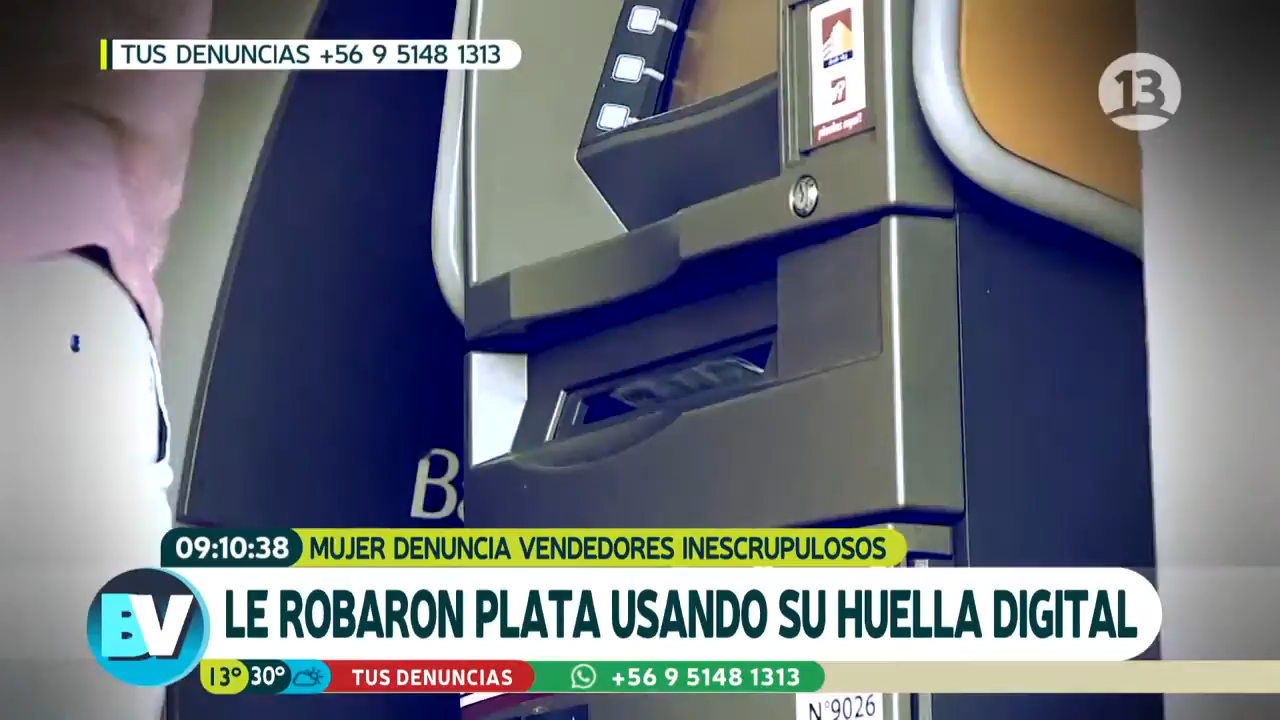 TUS DENUNCIAS +56 9 5148 1313
13
Ba
09:10:38 MUJER DENUNCIA VENDEDORES INESCRUPULOSOS
BV LE ROBARON PLATA USANDO SU HUELLA DIGITAL
13° 30° TUS DENUNCIAS +56 9 5148 1313
N°9026